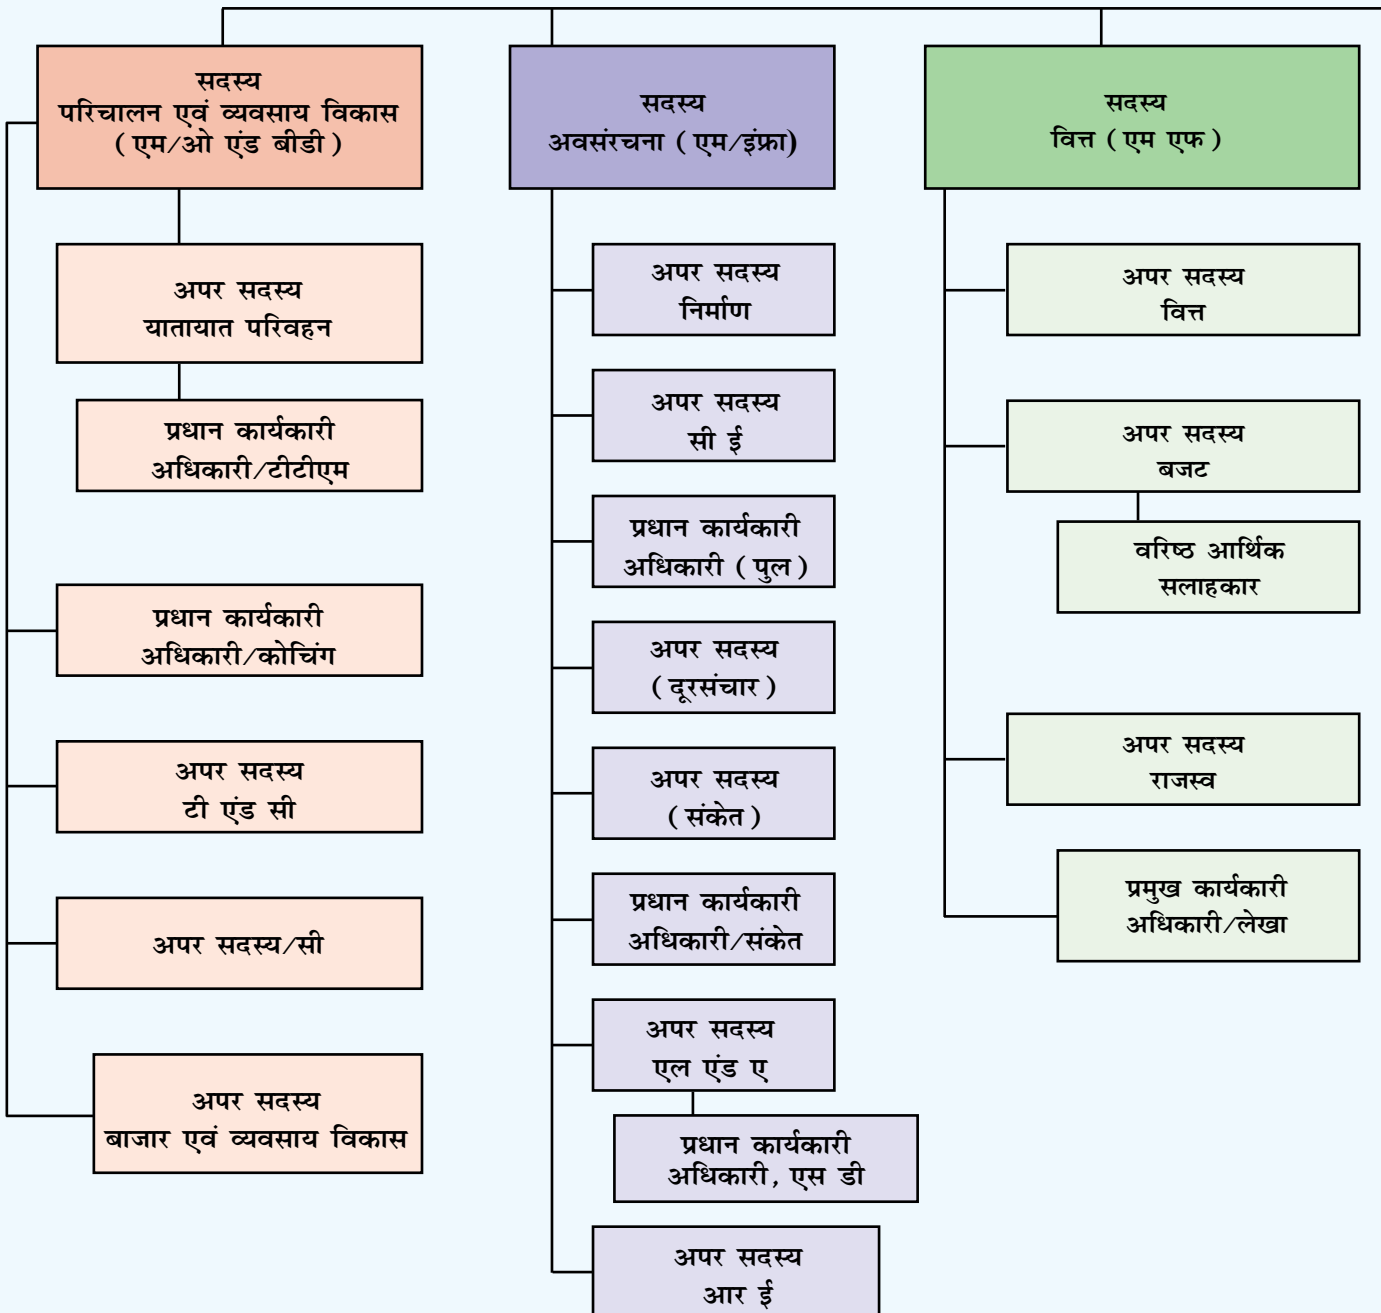 सदस्य
परिचालन एवं व्यवसाय विकास
(एम/ओ एंड बीडी)
अपर सदस्य
यातायात परिवहन
प्रधान कार्यकारी
अधिकारी/टीटीएम
प्रधान कार्यकारी
अधिकारी/कोचिंग
अपर सदस्य
टी एंड सी
अपर सदस्य/सी
अपर सदस्य
बाजार एवं व्यवसाय विकास
सदस्य
अवसंरचना (एम/इंफ्रा)
अपर सदस्य
निर्माण
अपर सदस्य
सी ई
प्रधान कार्यकारी
अधिकारी (पुल)
अपर सदस्य
(दूरसंचार)
अपर सदस्य
(संकेत)
प्रधान कार्यकारी
अधिकारी/संकेत
अपर सदस्य
एल एंड ए
प्रधान कार्यकारी
अधिकारी, एस डी
अपर सदस्य
आर ई
सदस्य
वित्त (एम एफ)
अपर सदस्य
वित्त
अपर सदस्य
बजट
वरिष्ठ आर्थिक
सलाहकार
अपर सदस्य
राजस्व
प्रमुख कार्यकारी
अधिकारी/लेखा